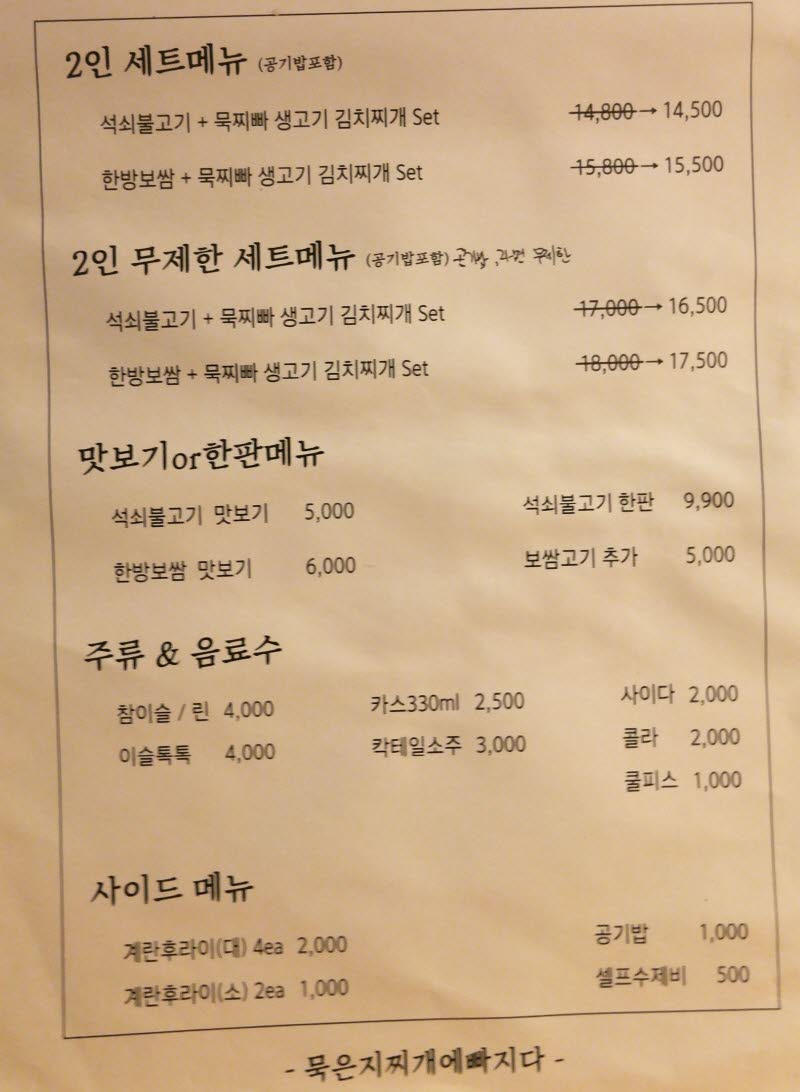 2인 세트메뉴 (공기밥포함)
석쇠불고기 + 묵찌빠 생고기 김치찌개 Set 14,800 → 14,500
한방보쌈 + 묵찌빠 생고기 김치찌개 Set 15,800 → 15,500
2인 무제한 세트메뉴 (공기밥포함) 공기밥, 라면 무제한
석쇠불고기 + 묵찌빠 생고기 김치찌개 Set 17,000 → 16,500
한방보쌈 + 묵찌빠 생고기 김치찌개 Set 18,000 → 17,500
맛보기or한판메뉴
석쇠불고기 맛보기 5,000 석쇠불고기 한판 9,900
한방보쌈 맛보기 6,000 보쌈고기 추가 5,000
주류 & 음료수
참이슬 / 린 4,000 카스330ml 2,500 사이다 2,000
이슬톡톡 4,000 칵테일소주 3,000 콜라 2,000
쿨피스 1,000
사이드 메뉴
계란후라이(대) 4ea 2,000 공기밥 1,000
계란후라이(소) 2ea 1,000 셀프수제비 500
- 묵은지찌개에빠지다 -